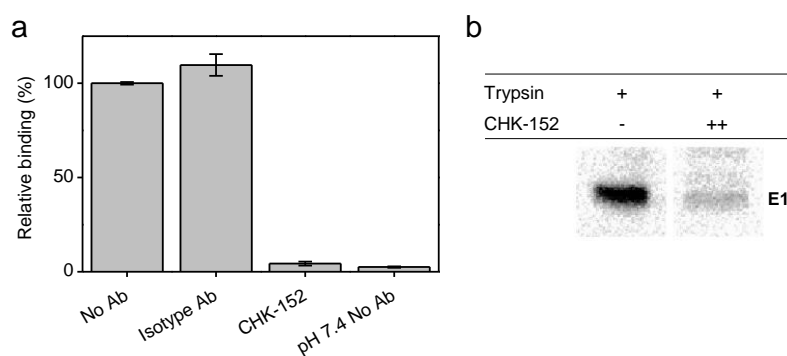 a
Relative binding (%)
100
50
0
No Ab
Isotype Ab
CHK-152
pH 7.4 No Ab
b
Trypsin + +
CHK-152 - ++
E1